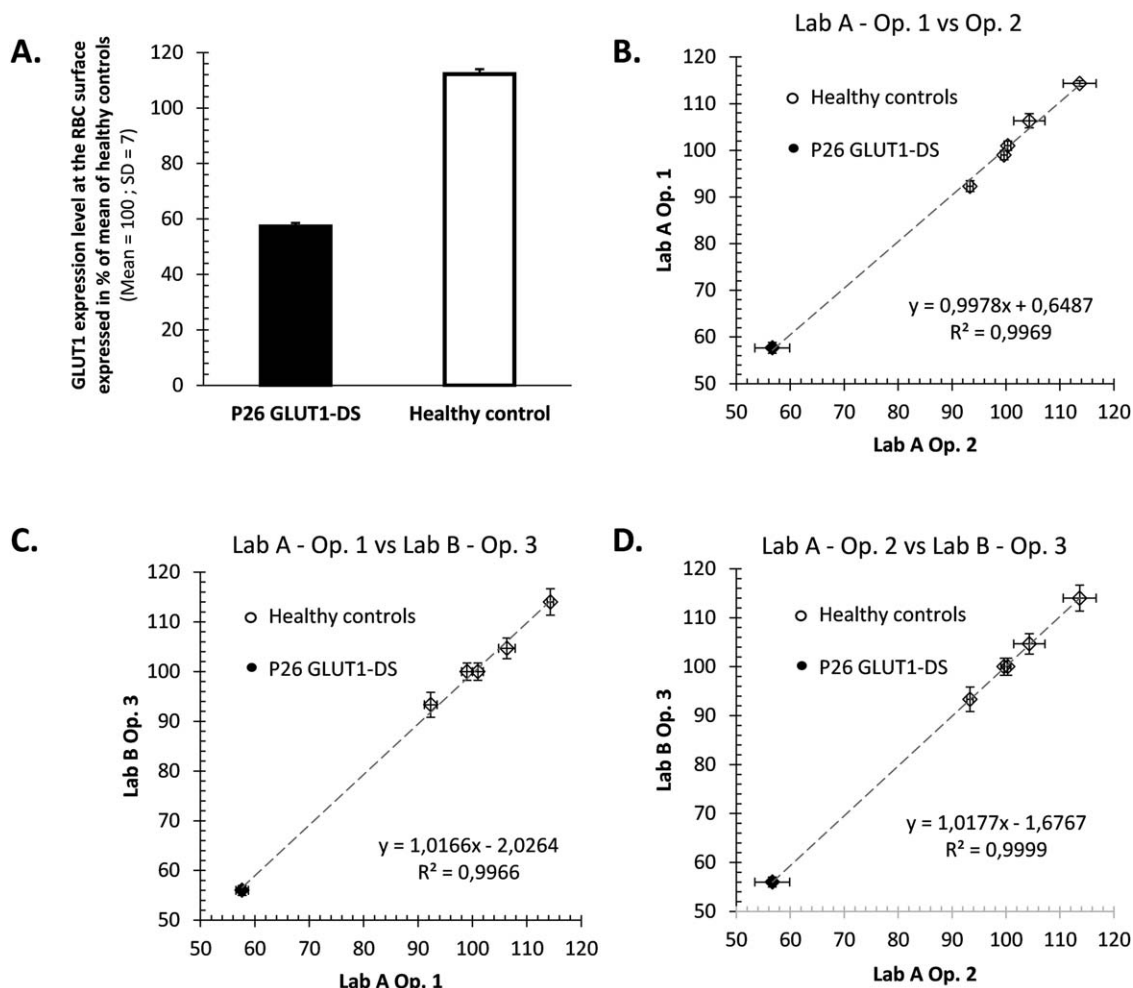 A.
GLUT1 expression level at the RBC surface
expressed in % of mean of healthy controls
(Mean = 100 ; SD = 7)
120
100
80
60
40
20
0
P26 GLUT1-DS
Healthy control
B.
Lab A - Op. 1 vs Op. 2
Lab A Op. 1
120
110
100
90
80
70
60
50
Healthy controls
P26 GLUT1-DS
y = 0,9978x + 0,6487
R² = 0,9969
50 60 70 80 90 100 110 120
Lab A Op. 2
C.
Lab A - Op. 1 vs Lab B - Op. 3
Lab B Op. 3
120
110
100
90
80
70
60
50
Healthy controls
P26 GLUT1-DS
y = 1,0166x - 2,0264
R² = 0,9966
50 60 70 80 90 100 110 120
Lab A Op. 1
D.
Lab A - Op. 2 vs Lab B - Op. 3
Lab B Op. 3
120
110
100
90
80
70
60
50
Healthy controls
P26 GLUT1-DS
y = 1,0177x - 1,6767
R² = 0,9999
50 60 70 80 90 100 110 120
Lab A Op. 2